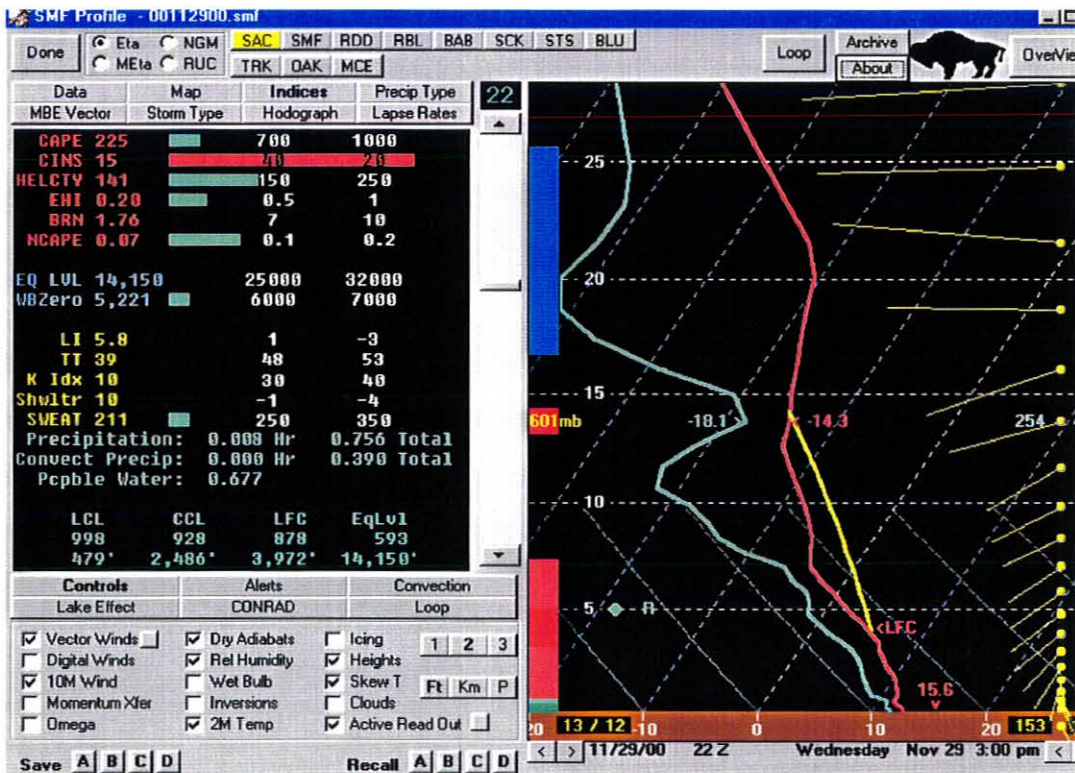 SMF Profile - 00112900.smf
Done
Eta NGM
MEta RUC
SAC SMF RDD RBL BAB SCK STS BLU
TRK OAK MCE
Loop
Archive
About
OverVie
Data Map Indices Precip Type
MBE Vector Storm Type Hodograph Lapse Rates
22
CAPE 225 700 1000
CINS 15 40 20
HELCTY 141 150 250
EHI 0.20 0.5 1
BRN 1.76 7 10
NCAPE 0.07 0.1 0.2
EQ LVL 14,150 25000 32000
WBZero 5,221 6000 7000
LI 5.8 1 -3
TT 39 48 53
K Idx 10 30 40
Shwltr 10 -1 -4
SWEAT 211 250 350
Precipitation: 0.008 Hr 0.756 Total
Convect Precip: 0.000 Hr 0.390 Total
Pcpble Water: 0.677
LCL CCL LFC EqLvl
998 928 878 593
479' 2,486' 3,972' 14,150'
Controls Alerts Convection
Lake Effect CONRAD Loop
Vector Winds Dry Adiabats Icing
Digital Winds Rel Humidity Heights
10M Wind Wet Bulb Skew T
Momentum Xfer Inversions Clouds
Omega 2M Temp Active Read Out
1 2 3
Ft Km P
Save A B C D Recall A B C D
25
20
15
601mb -18.1 -14.3 254
10
5 R
<LFC
15.6
20 13 / 12 -10 0 10 20 153
< > 11/29/00 22 Z Wednesday Nov 29 3:00 pm <